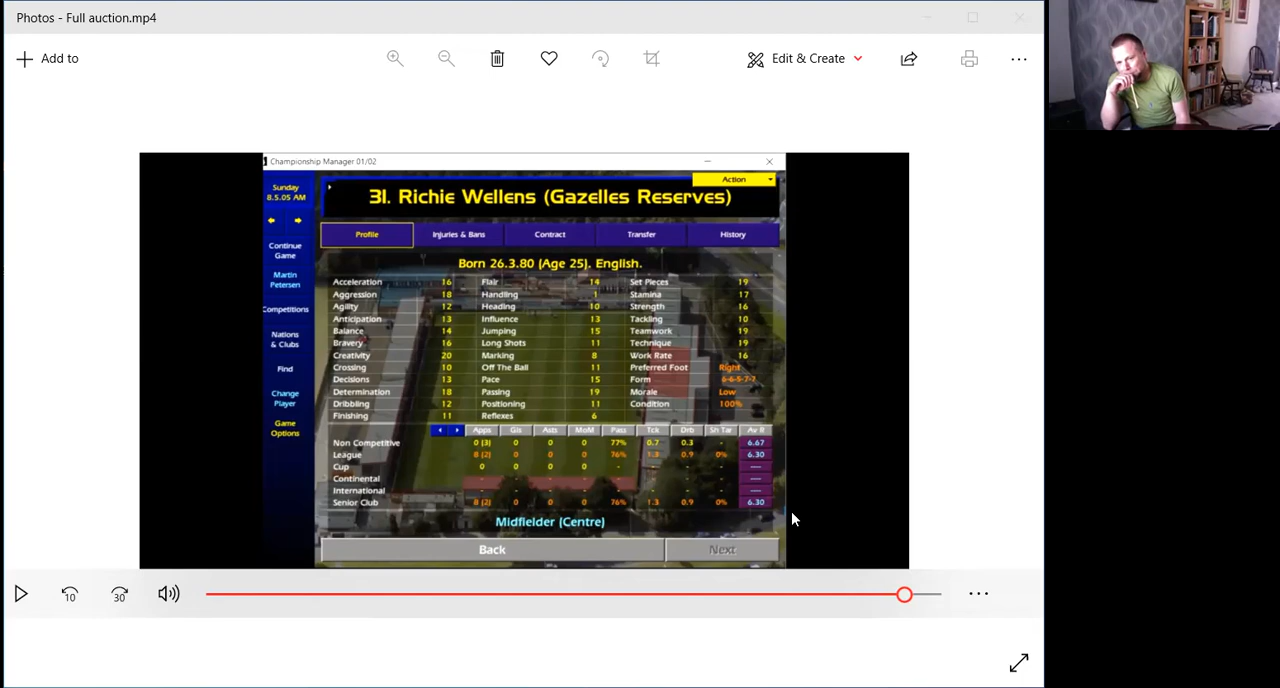 Photos - Full auction.mp4
Add to
Edit & Create
Championship Manager 01/02
Action
Sunday
8.5.05 AM
31. Richie Wellens (Gazelles Reserves)
Profile Injuries & Bans Contract Transfer History
Continue
Game
Martin
Petersen
Competitions
Nations
& Clubs
Find
Change
Player
Game
Options
Born 26.3.80 (Age 25). English.
Acceleration 16 Flair 14 Set Pieces 19
Aggression 18 Handling 1 Stamina 17
Agility 12 Heading 10 Strength 16
Anticipation 13 Influence 13 Tackling 10
Balance 14 Jumping 15 Teamwork 19
Bravery 16 Long Shots 11 Technique 19
Creativity 20 Marking 8 Work Rate 16
Crossing 10 Off The Ball 11 Preferred Foot Right
Decisions 13 Pace 15 Form 6-6-5-7-7
Determination 18 Passing 19 Morale Low
Dribbling 12 Positioning 11 Condition 100%
Finishing 11 Reflexes 6
Apps Gls Asts MoM Pass Tck Drb Sh Tar Av R
Non Competitive 0 (3) 0 0 0 77% 0.7 0.3 - 6.67
League 8 (2) 0 0 0 76% 1.3 0.9 0% 6.30
Cup 0 0 0 0 - - - - ---
Continental - - - - - - - - ---
International - - - - - - - - ---
Senior Club 8 (2) 0 0 0 76% 1.3 0.9 0% 6.30
Midfielder (Centre)
Back Next
10
30